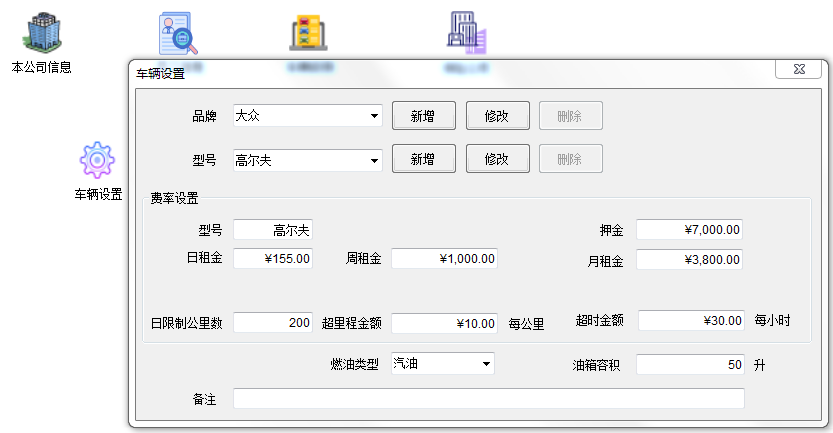 本公司信息
车辆设置
车辆设置
品牌 大众 新增 修改 删除
型号 高尔夫 新增 修改 删除
费率设置
型号 高尔夫 押金 ¥7,000.00
日租金 ¥155.00 周租金 ¥1,000.00 月租金 ¥3,800.00
日限制公里数 200 超里程金额 ¥10.00 每公里 超时金额 ¥30.00 每小时
燃油类型 汽油 油箱容积 50 升
备注